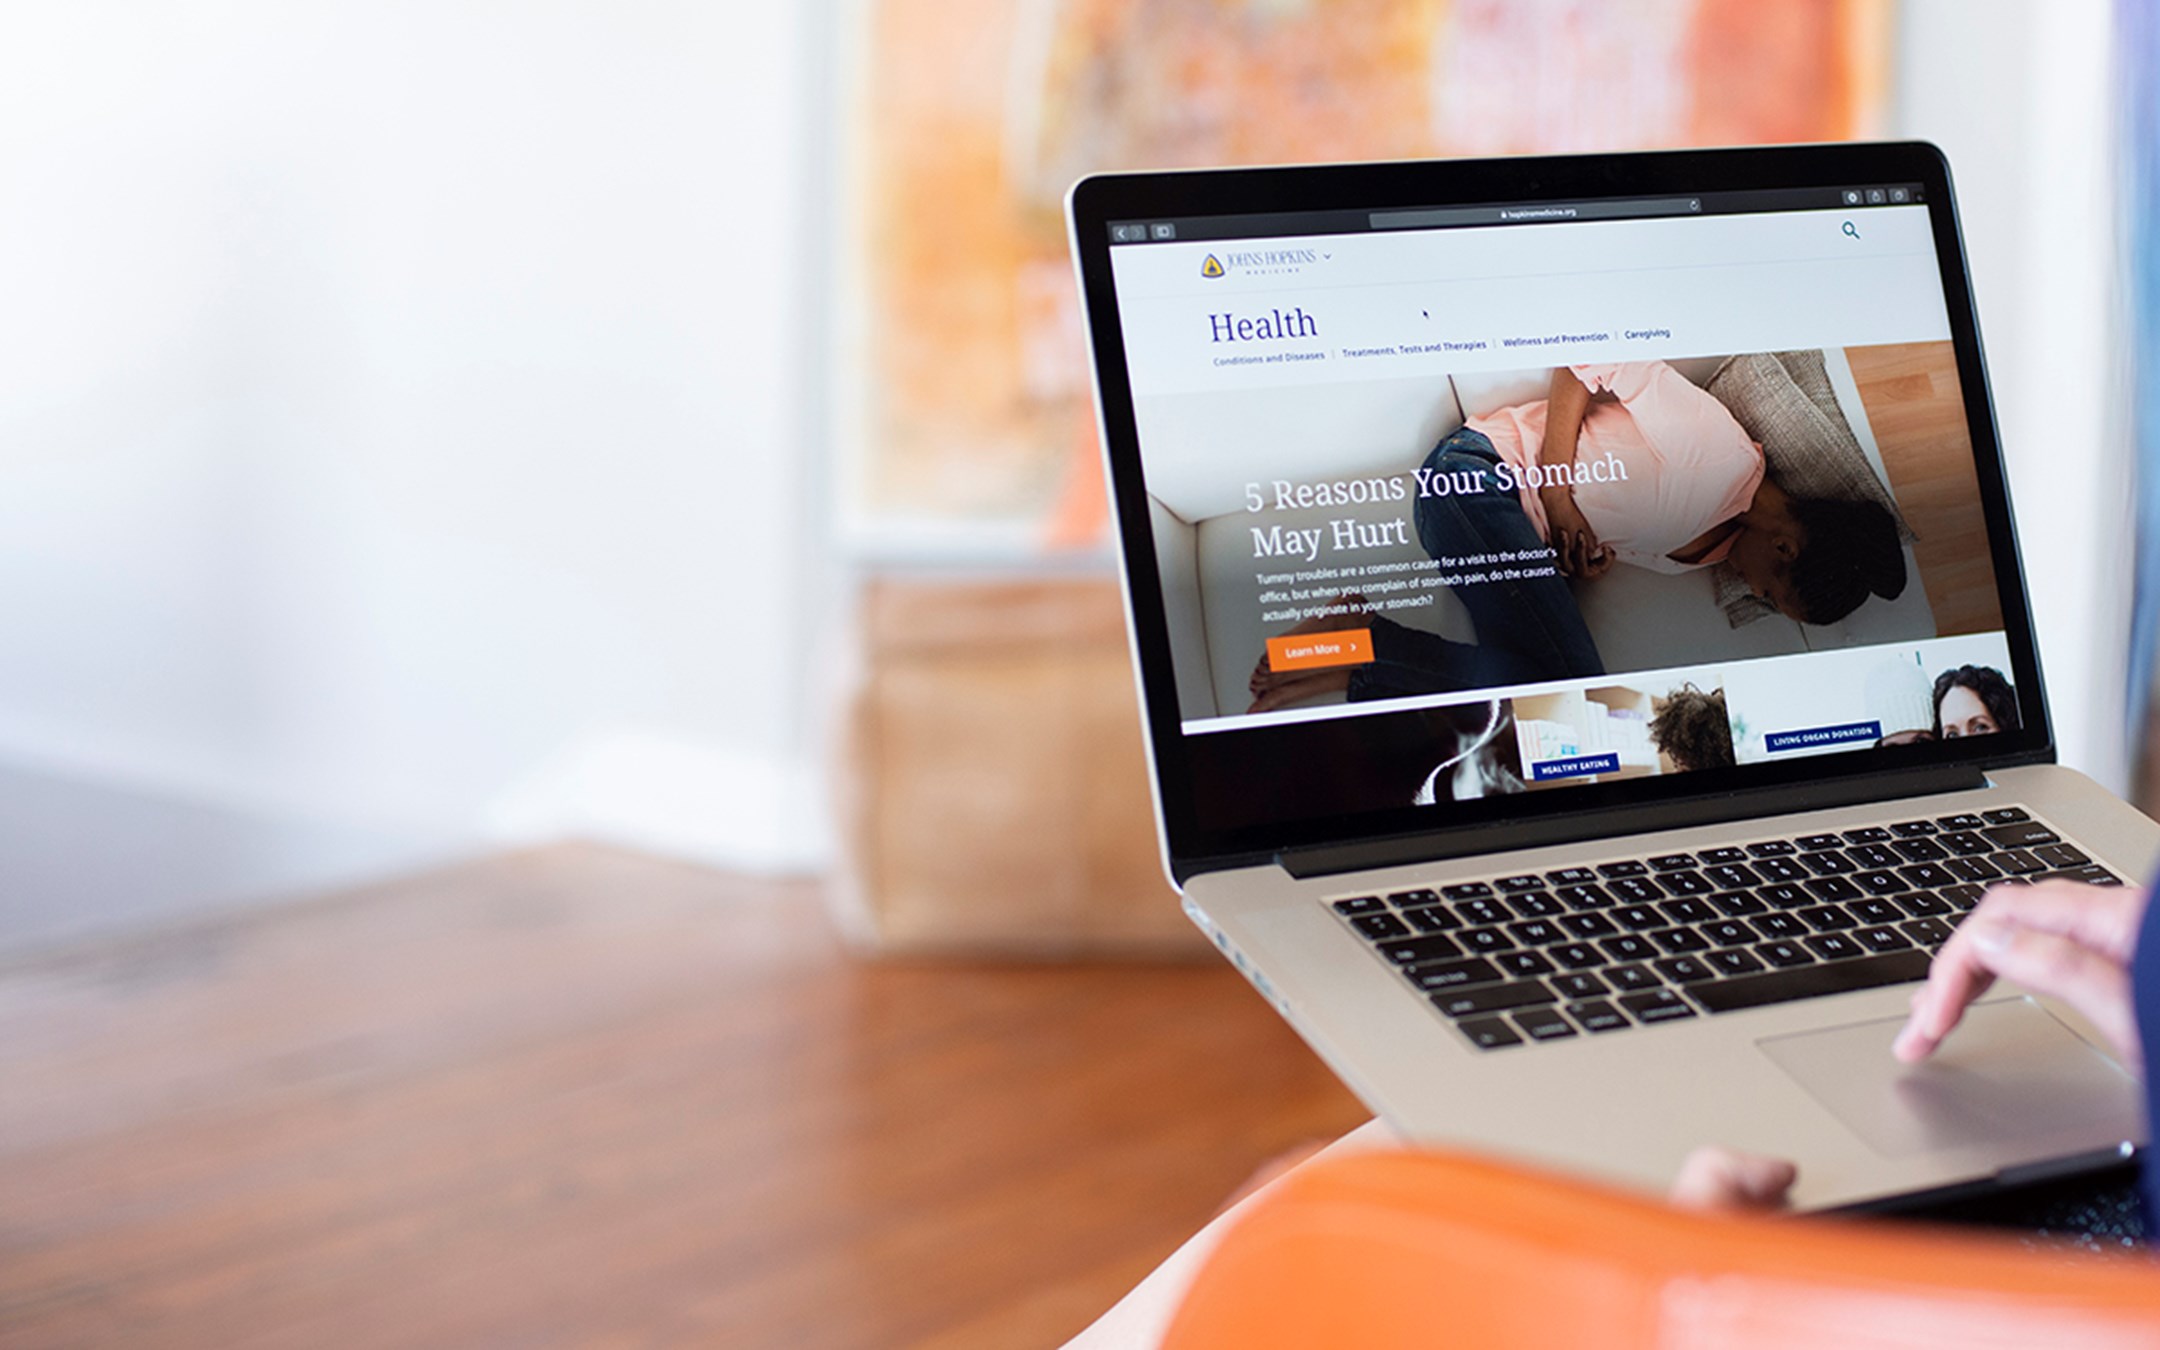 hopkinsmedicine.org
JOHNS HOPKINS
MEDICINE
Health
Conditions and Diseases | Treatments, Tests and Therapies | Wellness and Prevention | Caregiving
5 Reasons Your Stomach
May Hurt
Tummy troubles are a common cause for a visit to the doctor's
office, but when you complain of stomach pain, do the causes
actually originate in your stomach?
Learn More
HEALTHY EATING
LIVING ORGAN DONATION
Q W E R T Y U I O P
A S D F G H J K L
Z X C V B N M